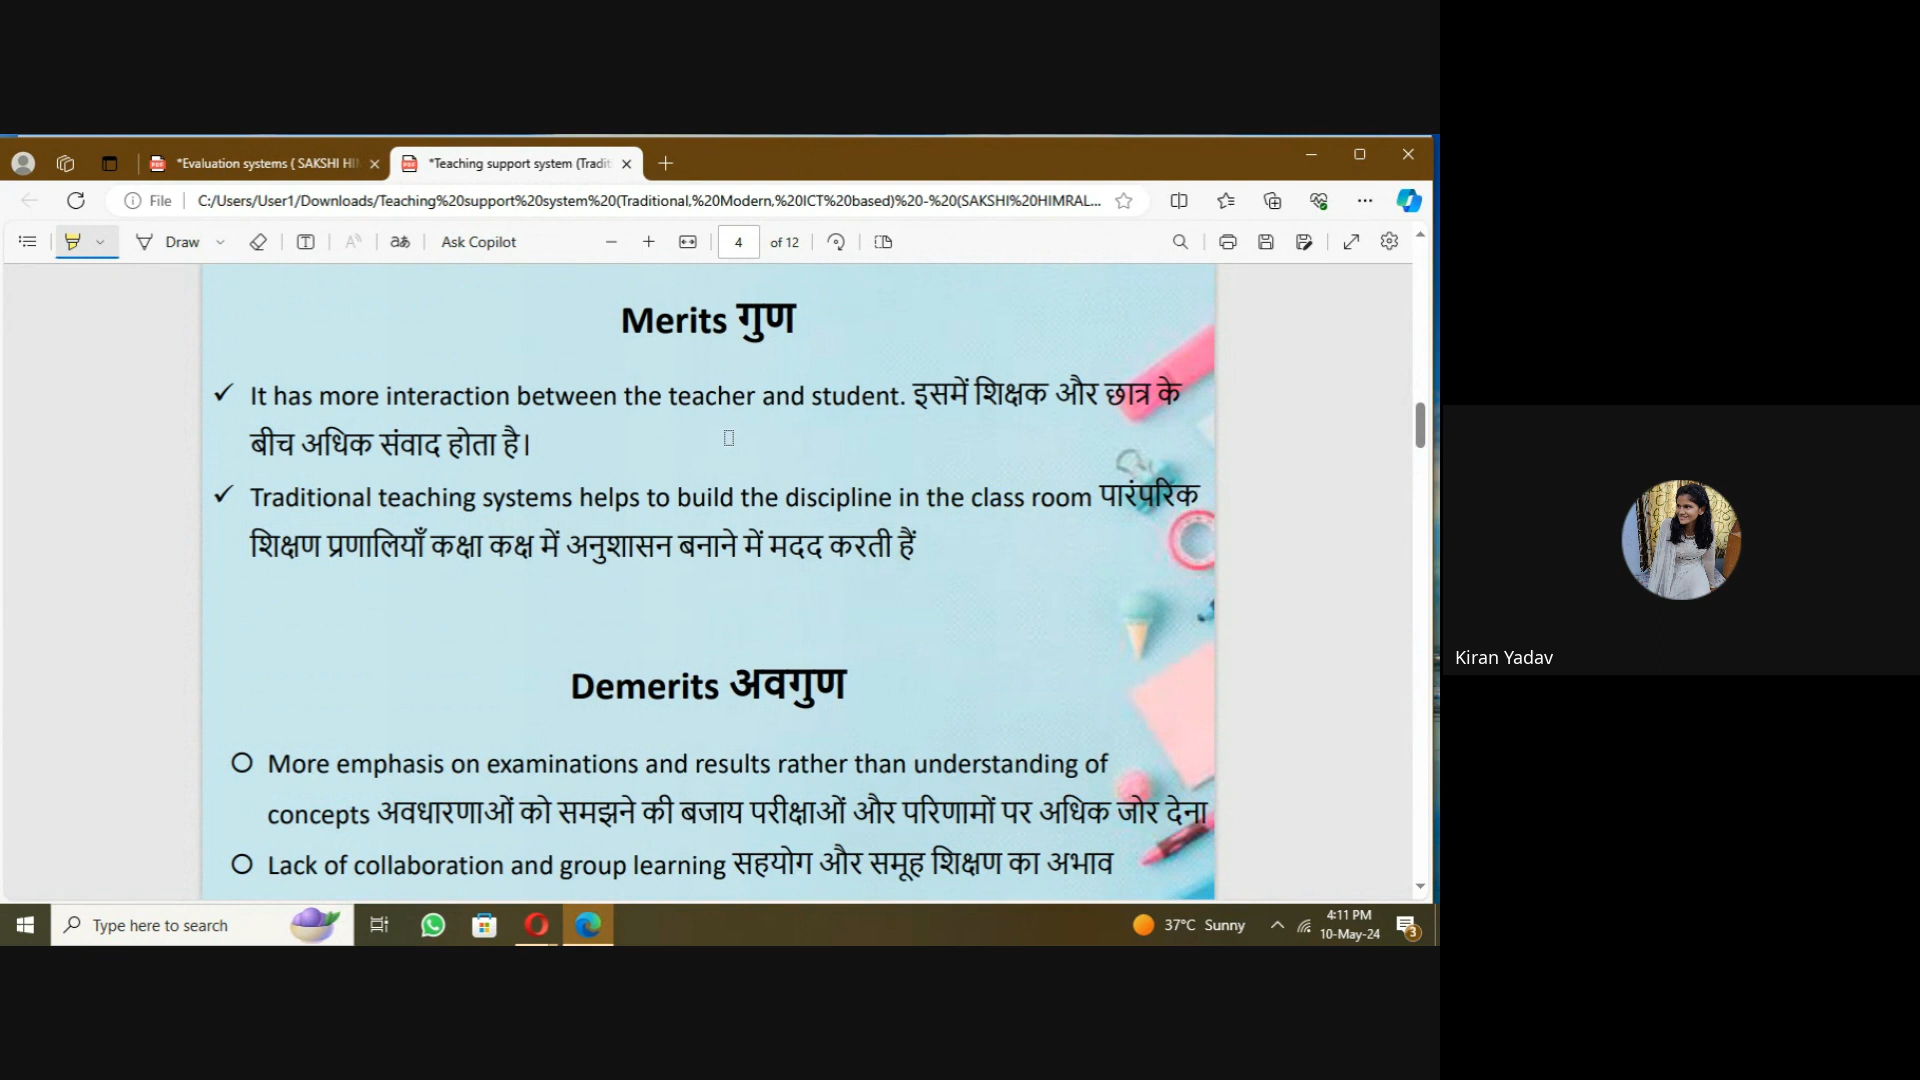 *Evaluation systems ( SAKSHI HI
*Teaching support system (Tradit
File
C:/Users/User1/Downloads/Teaching%20support%20system%20(Traditional,%20Modern,%20ICT%20based)%20-%20(SAKSHI%20HIMRAL...
Draw
aあ
Ask Copilot
4
of 12
Merits गुण
✓ It has more interaction between the teacher and student. इसमें शिक्षक और छात्र के
बीच अधिक संवाद होता है।
✓ Traditional teaching systems helps to build the discipline in the class room पारंपरिक
शिक्षण प्रणालियाँ कक्षा कक्ष में अनुशासन बनाने में मदद करती हैं
Demerits अवगुण
More emphasis on examinations and results rather than understanding of
concepts अवधारणाओं को समझने की बजाय परीक्षाओं और परिणामों पर अधिक जोर देना
Lack of collaboration and group learning सहयोग और समूह शिक्षण का अभाव
Kiran Yadav
Type here to search
37°C Sunny
4:11 PM
10-May-24
3